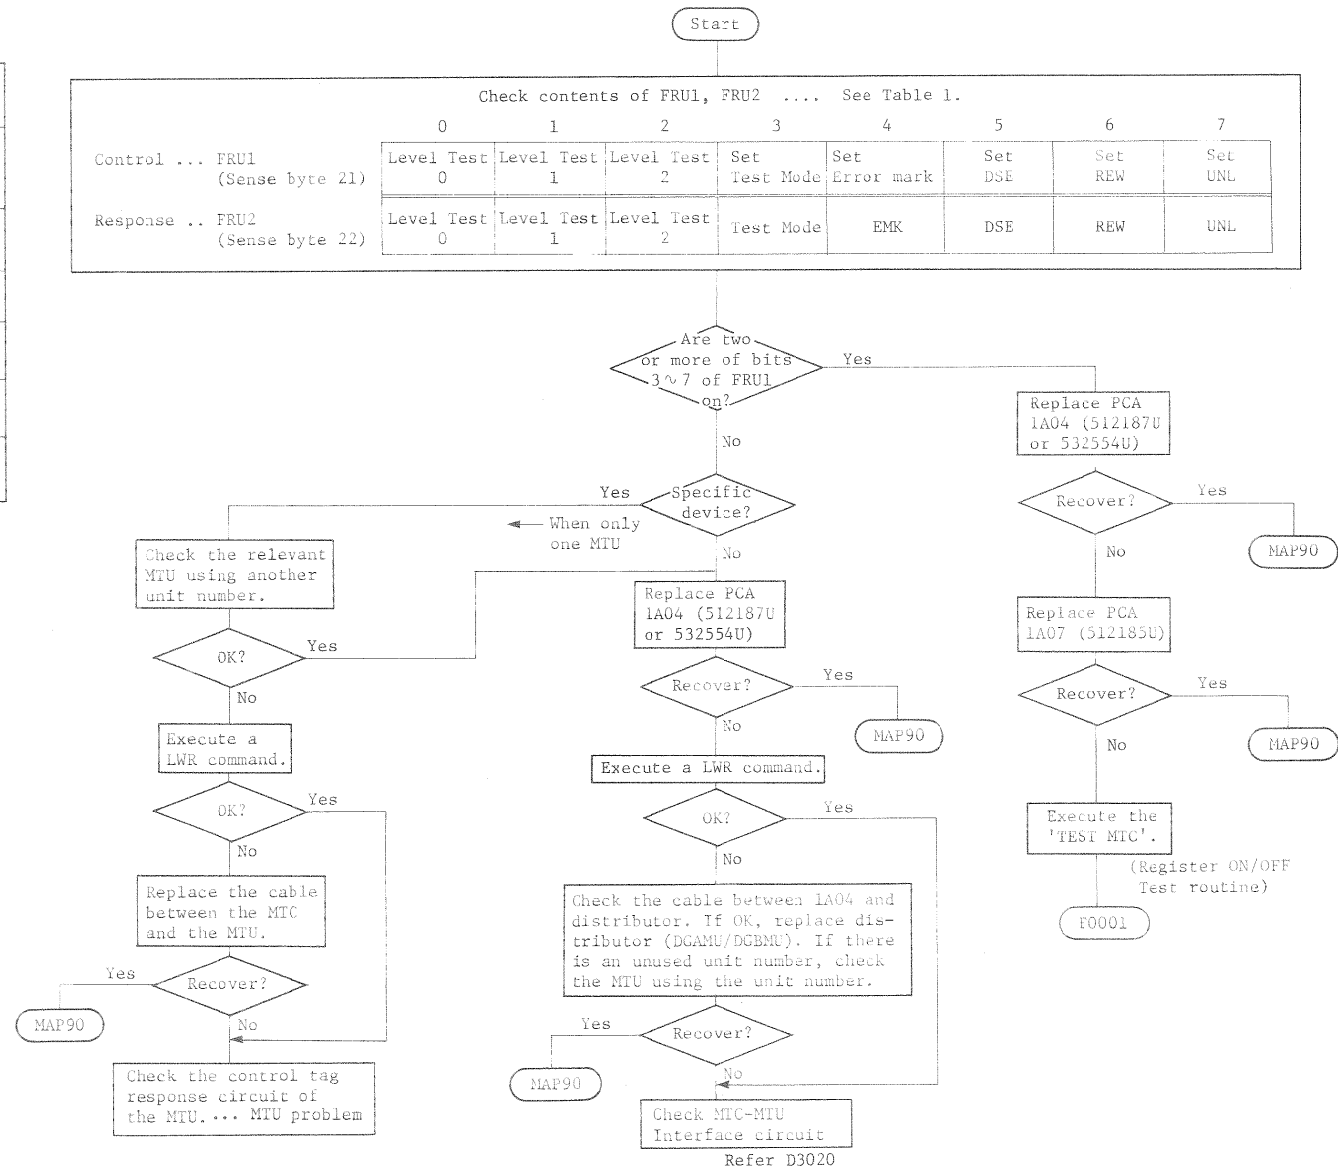 Start
Check contents of FRU1, FRU2 .... See Table 1.
0 1 2 3 4 5 6 7
Control ... FRU1
(Sense byte 21)
Level Test 0
Level Test 1
Level Test 2
Set Test Mode
Set Error mark
Set DSE
Set REW
Set UNL
Response .. FRU2
(Sense byte 22)
Level Test 0
Level Test 1
Level Test 2
Test Mode
EMK
DSE
REW
UNL
Are two
or more of bits
3∿7 of FRU1
on?
Yes
No
Replace PCA
1A04 (512187U
or 532554U)
Recover?
Yes
MAP90
No
Replace PCA
1A07 (512185U)
Recover?
Yes
MAP90
No
Execute the
'TEST MTC'.
(Register ON/OFF
Test routine)
F0001
Specific
device?
Yes
When only
one MTU
No
Replace PCA
1A04 (512187U
or 532554U)
Recover?
Yes
MAP90
No
Execute a LWR command.
OK?
Yes
No
Check the cable between 1A04 and
distributor. If OK, replace dis-
tributor (DGAMU/DGBMU). If there
is an unused unit number, check
the MTU using the unit number.
Recover?
Yes
MAP90
No
Check MTC-MTU
Interface circuit
Refer D3020
Check the relevant
MTU using another
unit number.
OK?
Yes
No
Execute a
LWR command.
OK?
Yes
No
Replace the cable
between the MTC
and the MTU.
Recover?
Yes
MAP90
No
Check the control tag
response circuit of
the MTU. ... MTU problem